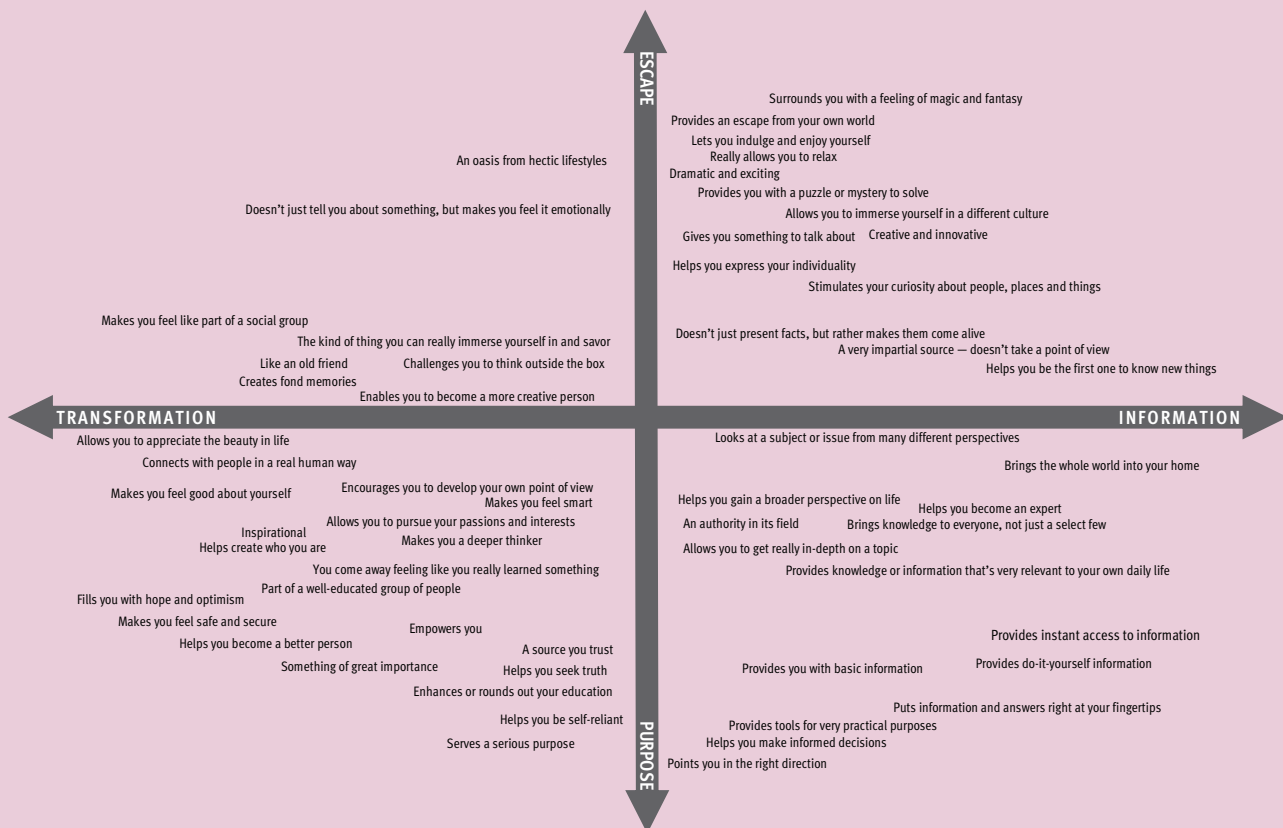 ESCAPE
Surrounds you with a feeling of magic and fantasy
Provides an escape from your own world
Lets you indulge and enjoy yourself
An oasis from hectic lifestyles
Really allows you to relax
Dramatic and exciting
Provides you with a puzzle or mystery to solve
Doesn’t just tell you about something, but makes you feel it emotionally
Allows you to immerse yourself in a different culture
Gives you something to talk about
Creative and innovative
Helps you express your individuality
Stimulates your curiosity about people, places and things
Makes you feel like part of a social group
Doesn’t just present facts, but rather makes them come alive
The kind of thing you can really immerse yourself in and savor
A very impartial source — doesn’t take a point of view
Like an old friend
Challenges you to think outside the box
Helps you be the first one to know new things
Creates fond memories
Enables you to become a more creative person
TRANSFORMATION
INFORMATION
Allows you to appreciate the beauty in life
Looks at a subject or issue from many different perspectives
Connects with people in a real human way
Brings the whole world into your home
Makes you feel good about yourself
Encourages you to develop your own point of view
Makes you feel smart
Helps you gain a broader perspective on life
Helps you become an expert
Allows you to pursue your passions and interests
An authority in its field
Brings knowledge to everyone, not just a select few
Inspirational
Makes you a deeper thinker
Helps create who you are
Allows you to get really in-depth on a topic
You come away feeling like you really learned something
Provides knowledge or information that’s very relevant to your own daily life
Part of a well-educated group of people
Fills you with hope and optimism
Makes you feel safe and secure
Empowers you
Provides instant access to information
Helps you become a better person
A source you trust
Something of great importance
Helps you seek truth
Provides you with basic information
Provides do-it-yourself information
Enhances or rounds out your education
Puts information and answers right at your fingertips
Helps you be self-reliant
Provides tools for very practical purposes
Serves a serious purpose
Helps you make informed decisions
Points you in the right direction
PURPOSE